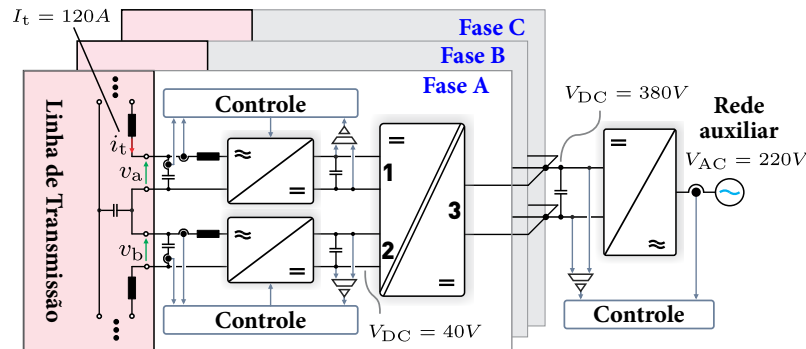 I_t = 120A
Fase C
Fase B
Fase A
Linha de Transmissão
Controle
V_DC = 380V
Rede auxiliar
V_AC = 220V
i_t
v_a
v_b
1
2
3
V_DC = 40V
Controle
Controle